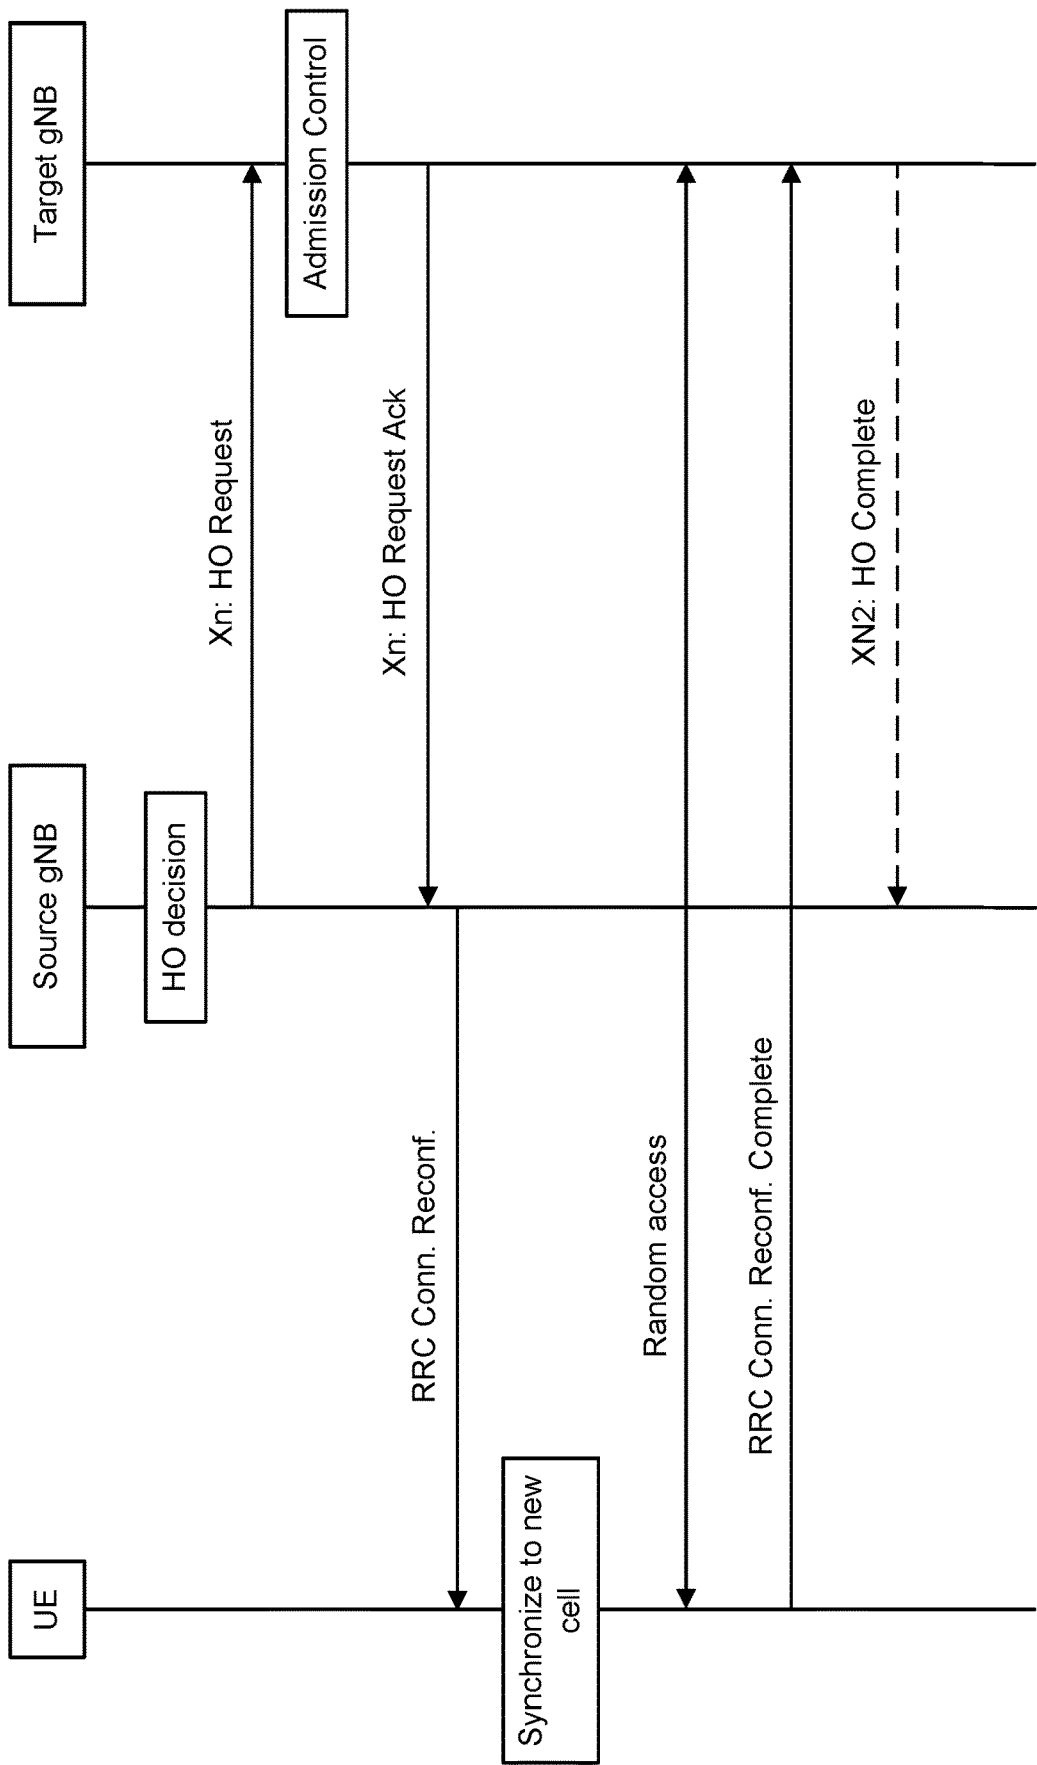 UE
Source gNB
Target gNB
HO decision
Xn: HO Request
Admission Control
Xn: HO Request Ack
RRC Conn. Reconf.
Synchronize to new
cell
Random access
RRC Conn. Reconf. Complete
XN2: HO Complete